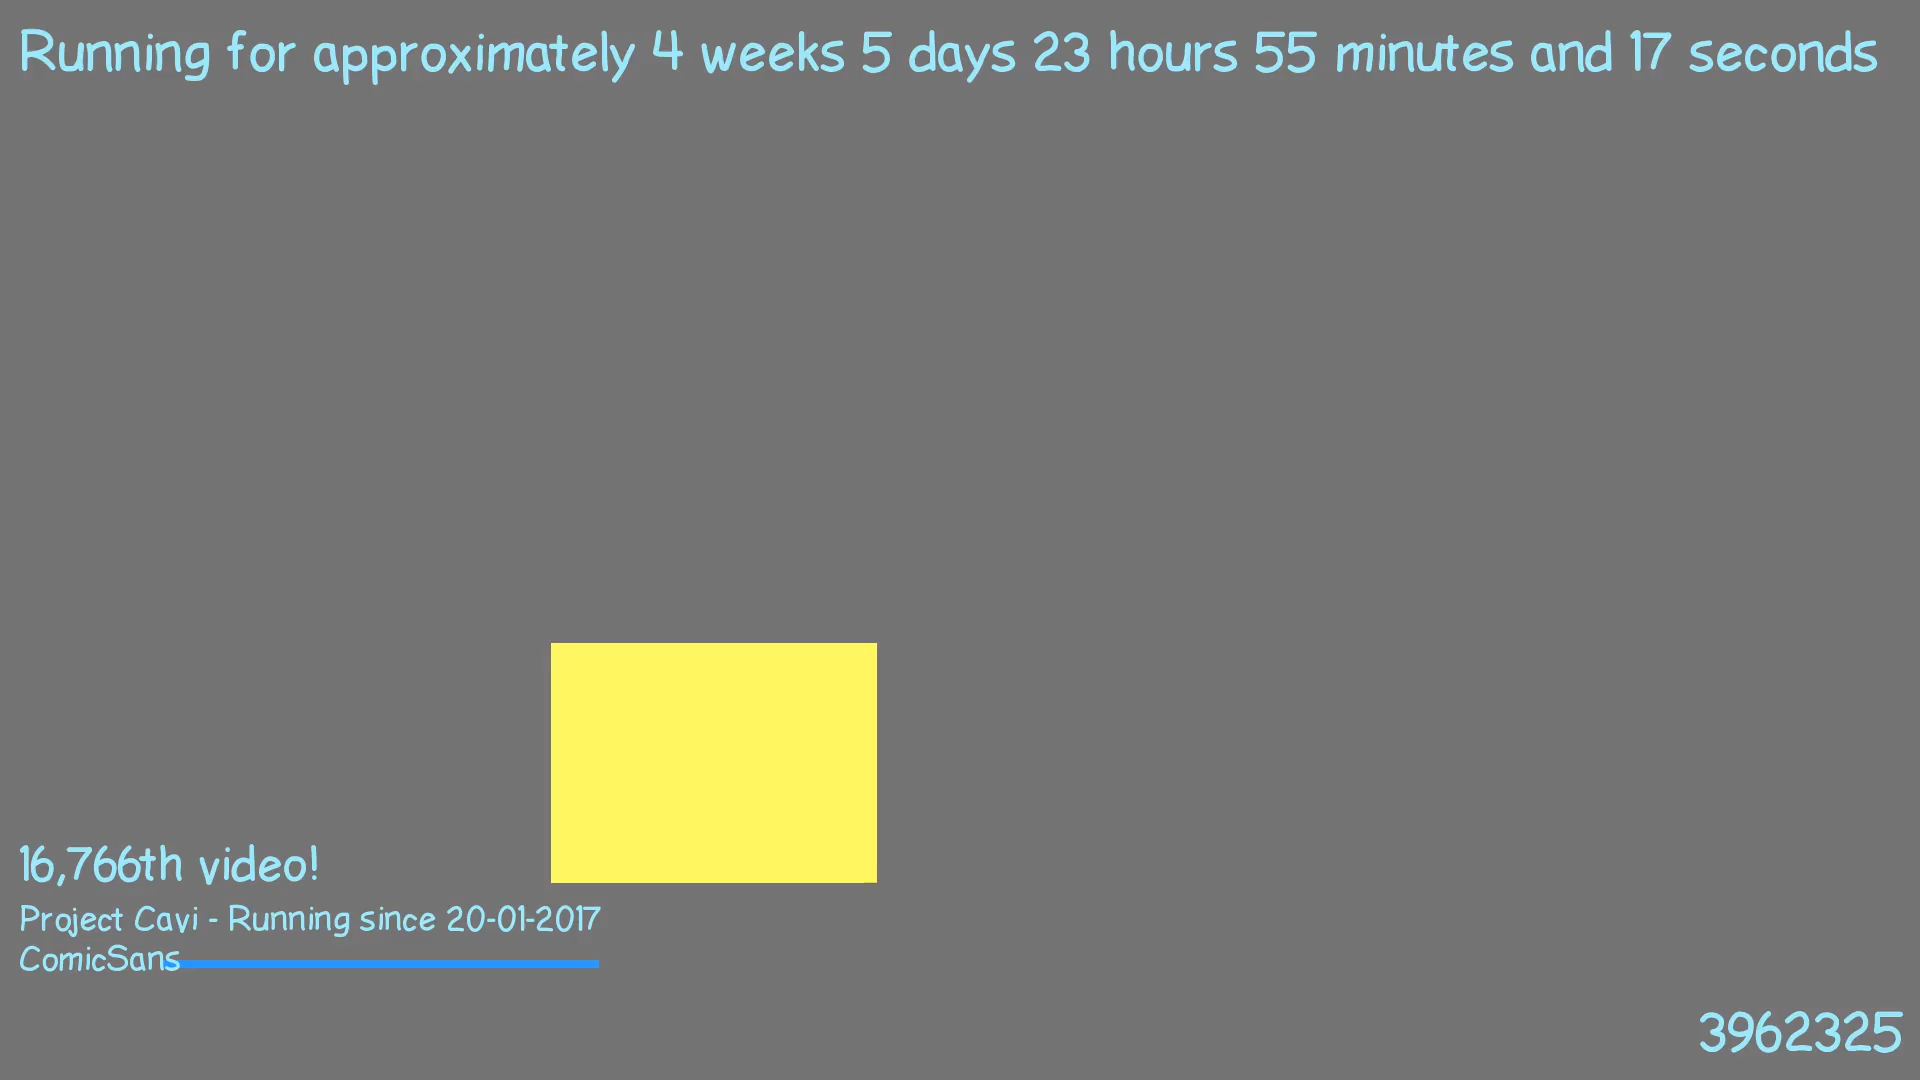 Running for approximately 4 weeks 5 days 23 hours 55 minutes and 17 seconds
16,766th video!
Project Cavi - Running since 20-01-2017
ComicSans
3962325